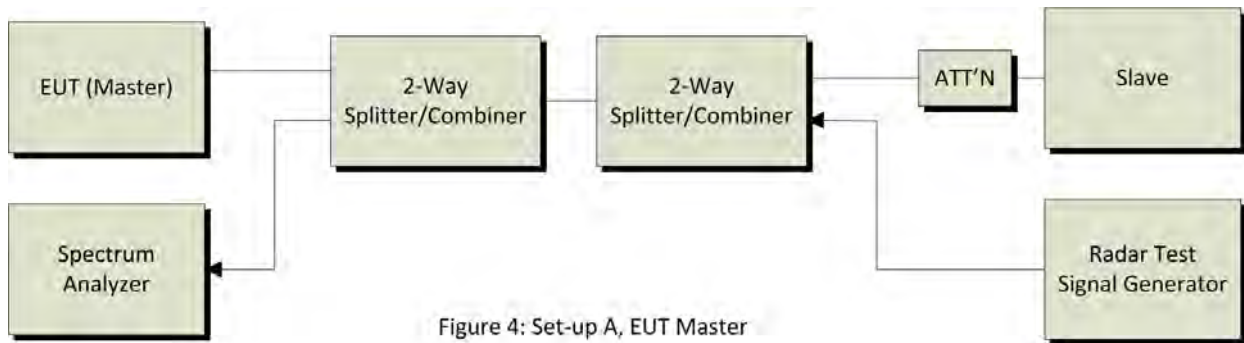 EUT (Master)
2-Way
Splitter/Combiner
2-Way
Splitter/Combiner
ATT'N
Slave
Spectrum
Analyzer
Radar Test
Signal Generator
Figure 4: Set-up A, EUT Master